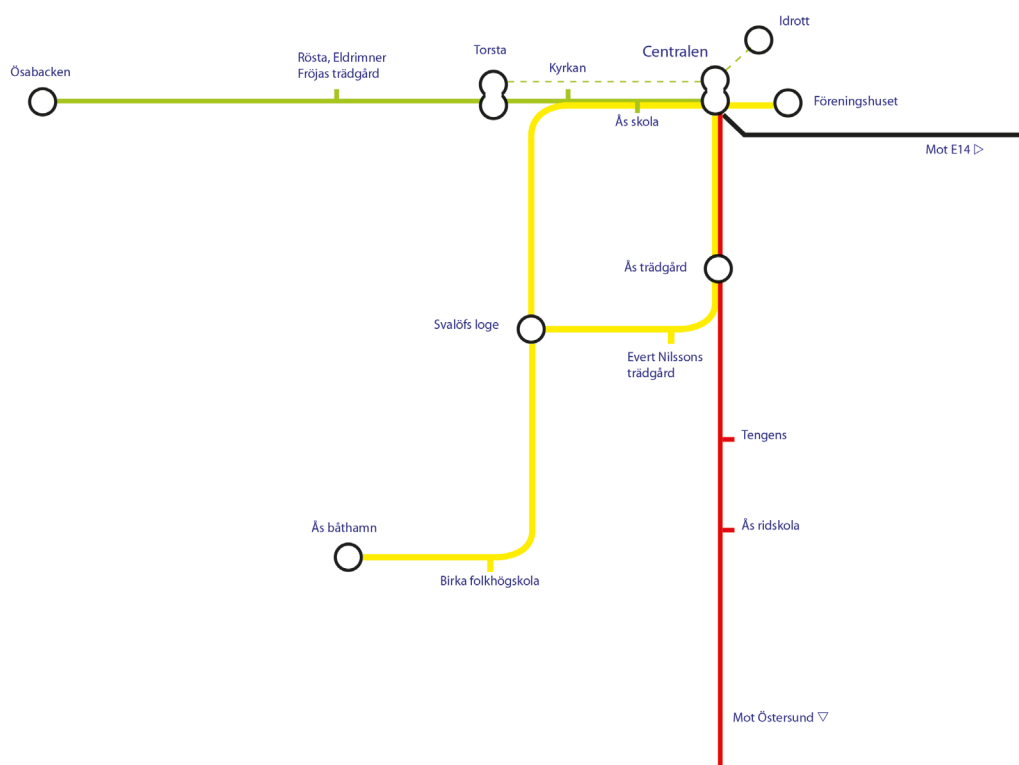 Idrott
Torsta
Centralen
Rösta, Eldrimner
Fröjas trädgård
Kyrkan
Ösabacken
Föreningshuset
Ås skola
Mot E14 ▷
Ås trädgård
Svalöfs loge
Evert Nilssons
trädgård
Tengens
Ås ridskola
Ås båthamn
Birka folkhögskola
Mot Östersund ▽